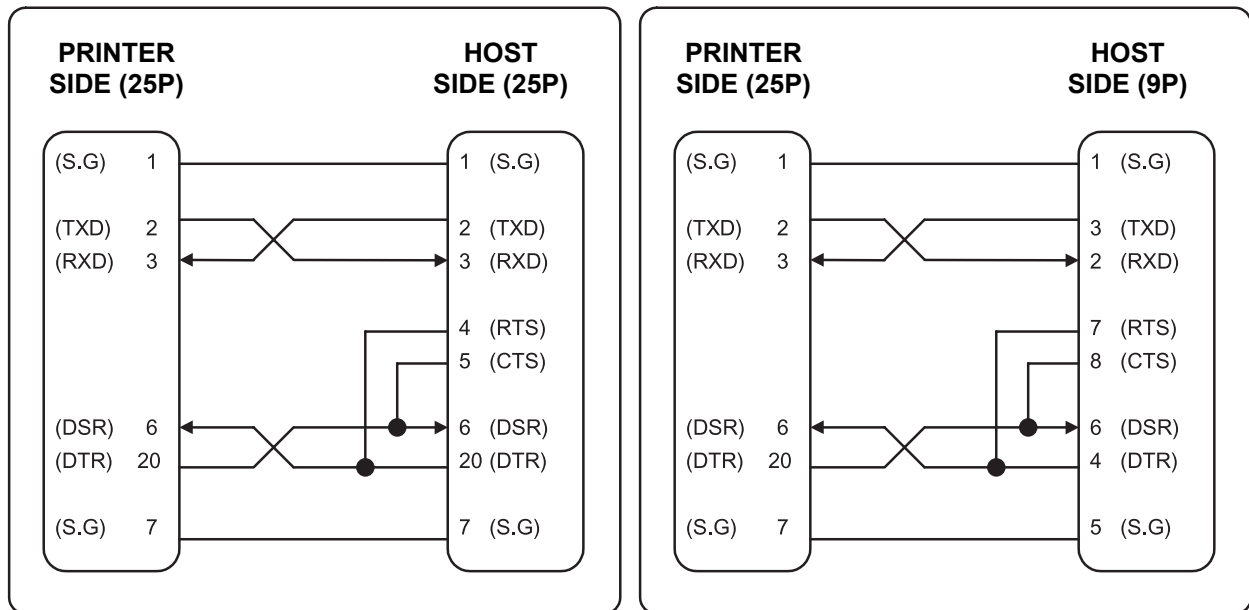 PRINTER SIDE (25P)
HOST SIDE (25P)
(S.G) 1
1 (S.G)
(TXD) 2
2 (TXD)
(RXD) 3
3 (RXD)
4 (RTS)
5 (CTS)
(DSR) 6
6 (DSR)
(DTR) 20
20 (DTR)
(S.G) 7
7 (S.G)
PRINTER SIDE (25P)
HOST SIDE (9P)
(S.G) 1
1 (S.G)
(TXD) 2
3 (TXD)
(RXD) 3
2 (RXD)
7 (RTS)
8 (CTS)
(DSR) 6
6 (DSR)
(DTR) 20
4 (DTR)
(S.G) 7
5 (S.G)